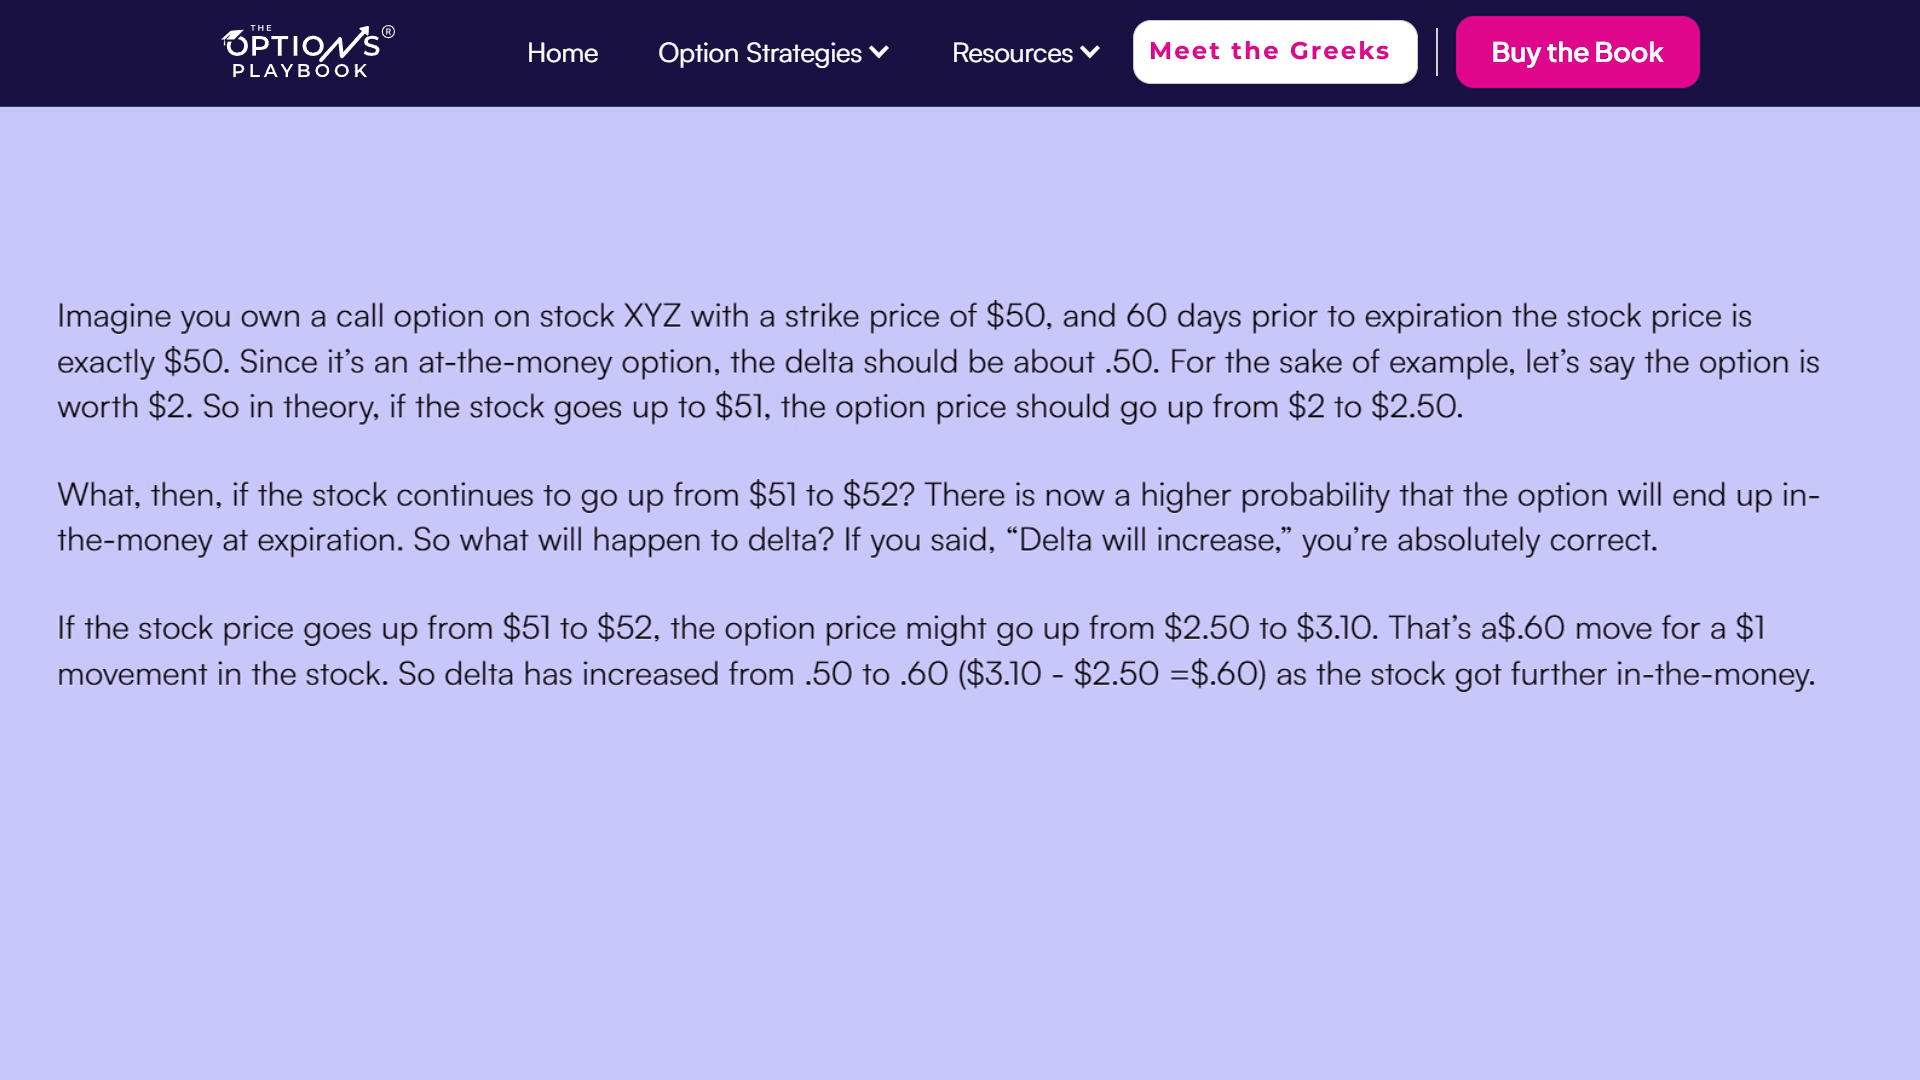 THE
OPTIONS®
PLAYBOOK
Home
Option Strategies
Resources
Meet the Greeks
Buy the Book
Imagine you own a call option on stock XYZ with a strike price of $50, and 60 days prior to expiration the stock price is
exactly $50. Since it’s an at-the-money option, the delta should be about .50. For the sake of example, let’s say the option is
worth $2. So in theory, if the stock goes up to $51, the option price should go up from $2 to $2.50.
What, then, if the stock continues to go up from $51 to $52? There is now a higher probability that the option will end up in-
the-money at expiration. So what will happen to delta? If you said, “Delta will increase,” you’re absolutely correct.
If the stock price goes up from $51 to $52, the option price might go up from $2.50 to $3.10. That’s a$.60 move for a $1
movement in the stock. So delta has increased from .50 to .60 ($3.10 - $2.50 =$.60) as the stock got further in-the-money.